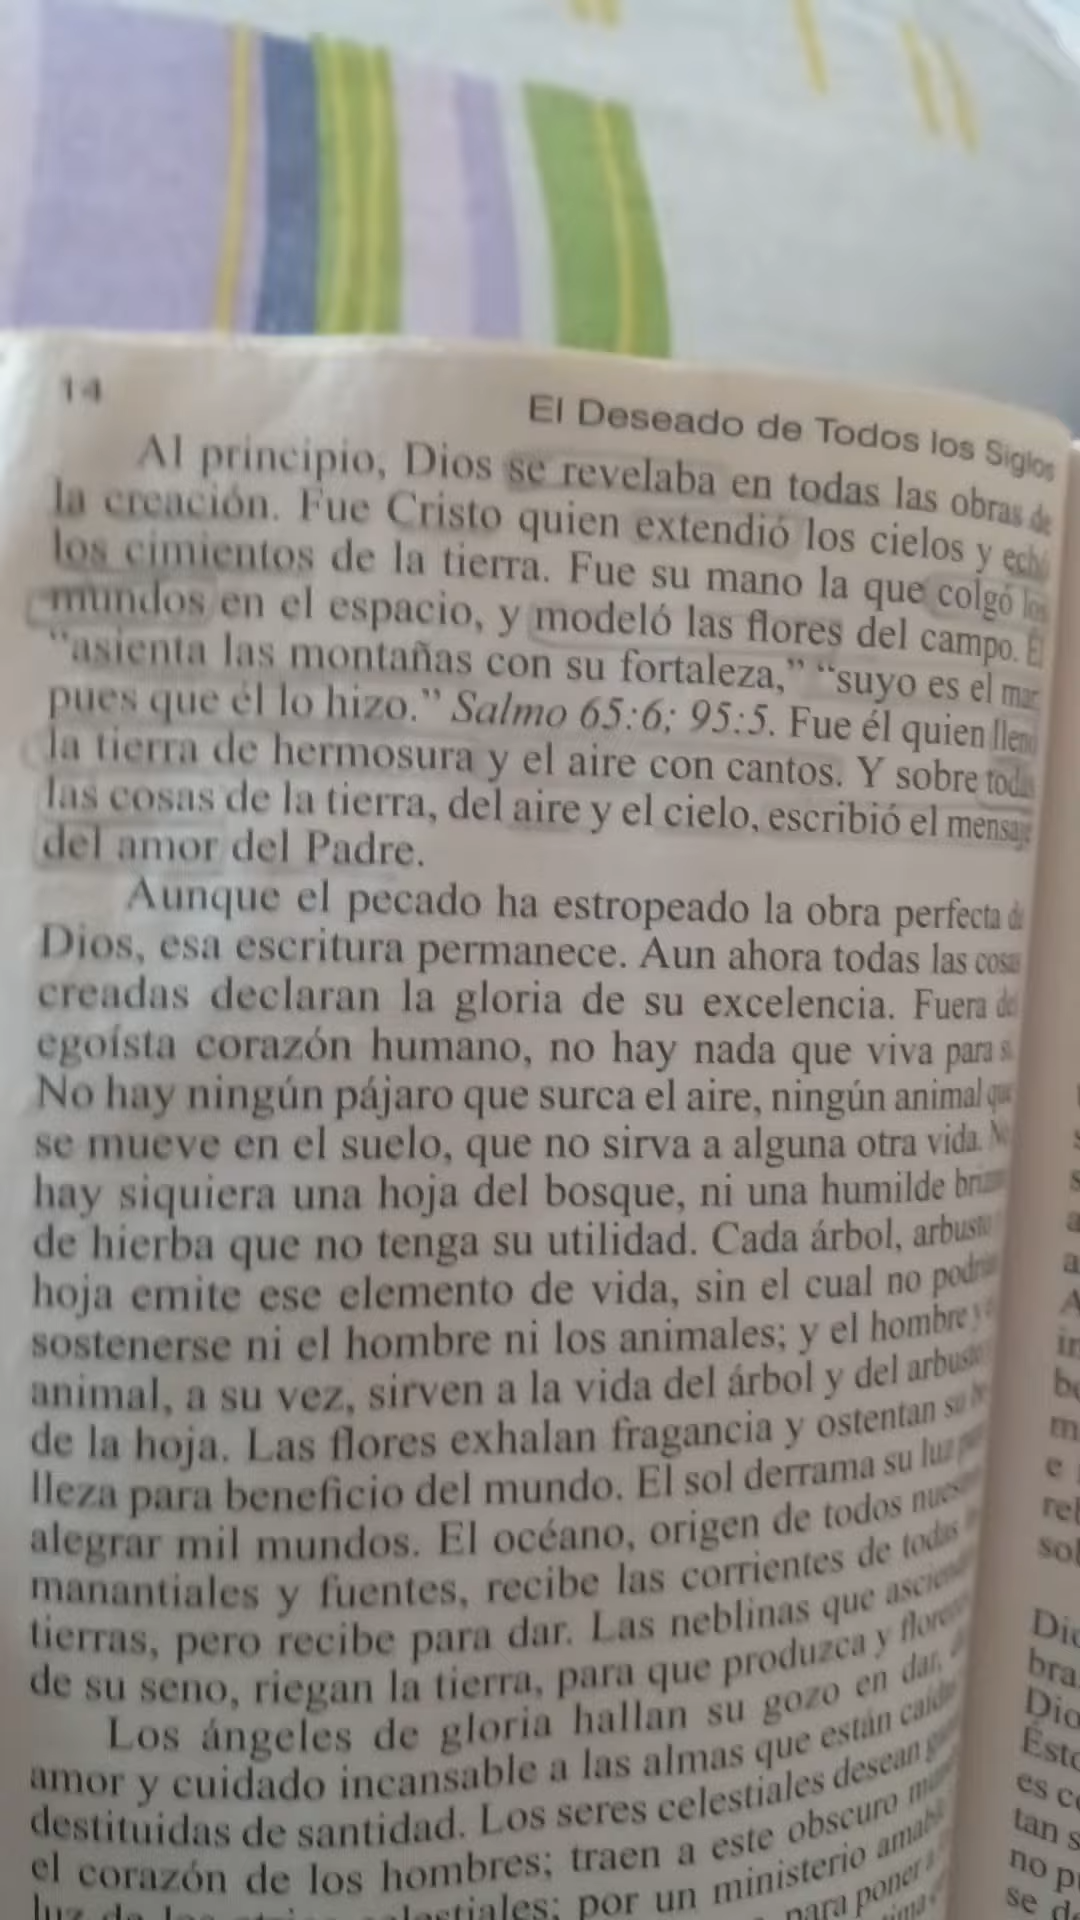 14
El Deseado de Todos los Siglos
Al principio, Dios se revelaba en todas las obras de
la creación. Fue Cristo quien extendió los cielos y echó
los cimientos de la tierra. Fue su mano la que colgó los
mundos en el espacio, y modeló las flores del campo. Él
“asienta las montañas con su fortaleza,” “suyo es el mar
pues que él lo hizo.” Salmo 65:6; 95:5. Fue él quien llenó
la tierra de hermosura y el aire con cantos. Y sobre todas
las cosas de la tierra, del aire y el cielo, escribió el mensaje
del amor del Padre.
Aunque el pecado ha estropeado la obra perfecta de
Dios, esa escritura permanece. Aun ahora todas las cosas
creadas declaran la gloria de su excelencia. Fuera del
egoísta corazón humano, no hay nada que viva para
No hay ningún pájaro que surca el aire, ningún animal que
se mueve en el suelo, que no sirva a alguna otra vida. No
hay siquiera una hoja del bosque, ni una humilde
de hierba que no tenga su utilidad. Cada árbol, arbusto
hoja emite ese elemento de vida, sin el cual no
sostenerse ni el hombre ni los animales; y el hombre y
animal, a su vez, sirven a la vida del árbol y del arbusto
de la hoja. Las flores exhalan fragancia y ostentan su
lleza para beneficio del mundo. El sol derrama su luz
alegrar mil mundos. El océano, origen de todos
manantiales y fuentes, recibe las corrientes de todas
tierras, pero recibe para dar. Las neblinas que
de su seno, riegan la tierra, para que produzca y
Los ángeles de gloria hallan su gozo en dar,
amor y cuidado incansable a las almas que están caídas
destituidas de santidad. Los seres celestiales desean
el corazón de los hombres; traen a este obscuro
luz de los celestiales; por un ministerio
para poner